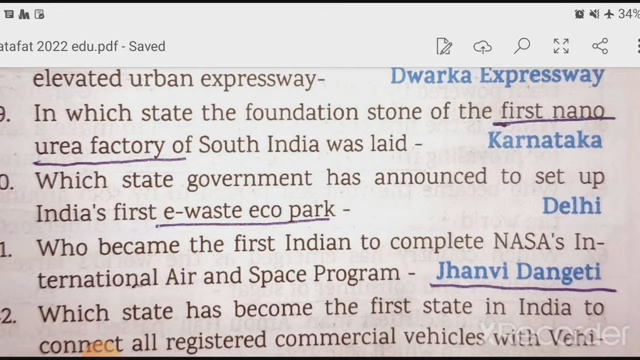 34%
atafat 2022 edu.pdf - Saved
elevated urban expressway- Dwarka Expressway
9. In which state the foundation stone of the first nano
urea factory of South India was laid - Karnataka
0. Which state government has announced to set up
India's first e-waste eco park - Delhi
1. Who became the first Indian to complete NASA's In-
ternational Air and Space Program - Jhanvi Dangeti
2. Which state has become the first state in India to
connect all registered commercial vehicles with Vehi-
XRecorder